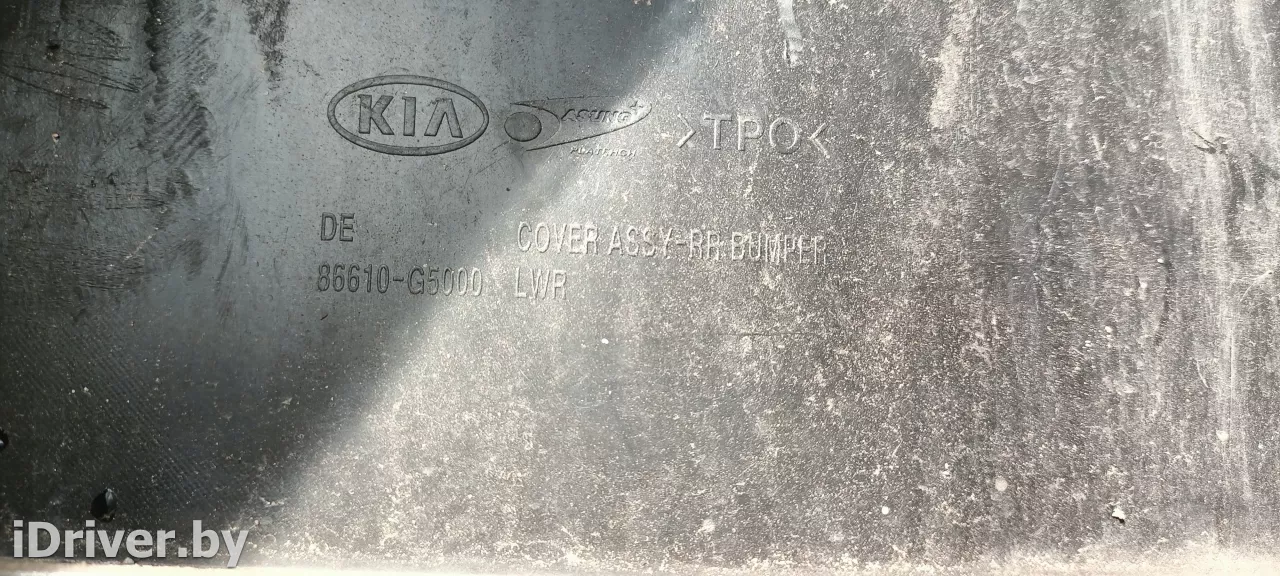 KIA
ASUNG
>TPO<
DE
COVER ASSY-RR BUMPER
86610-G5000
LWR
iDriver.by